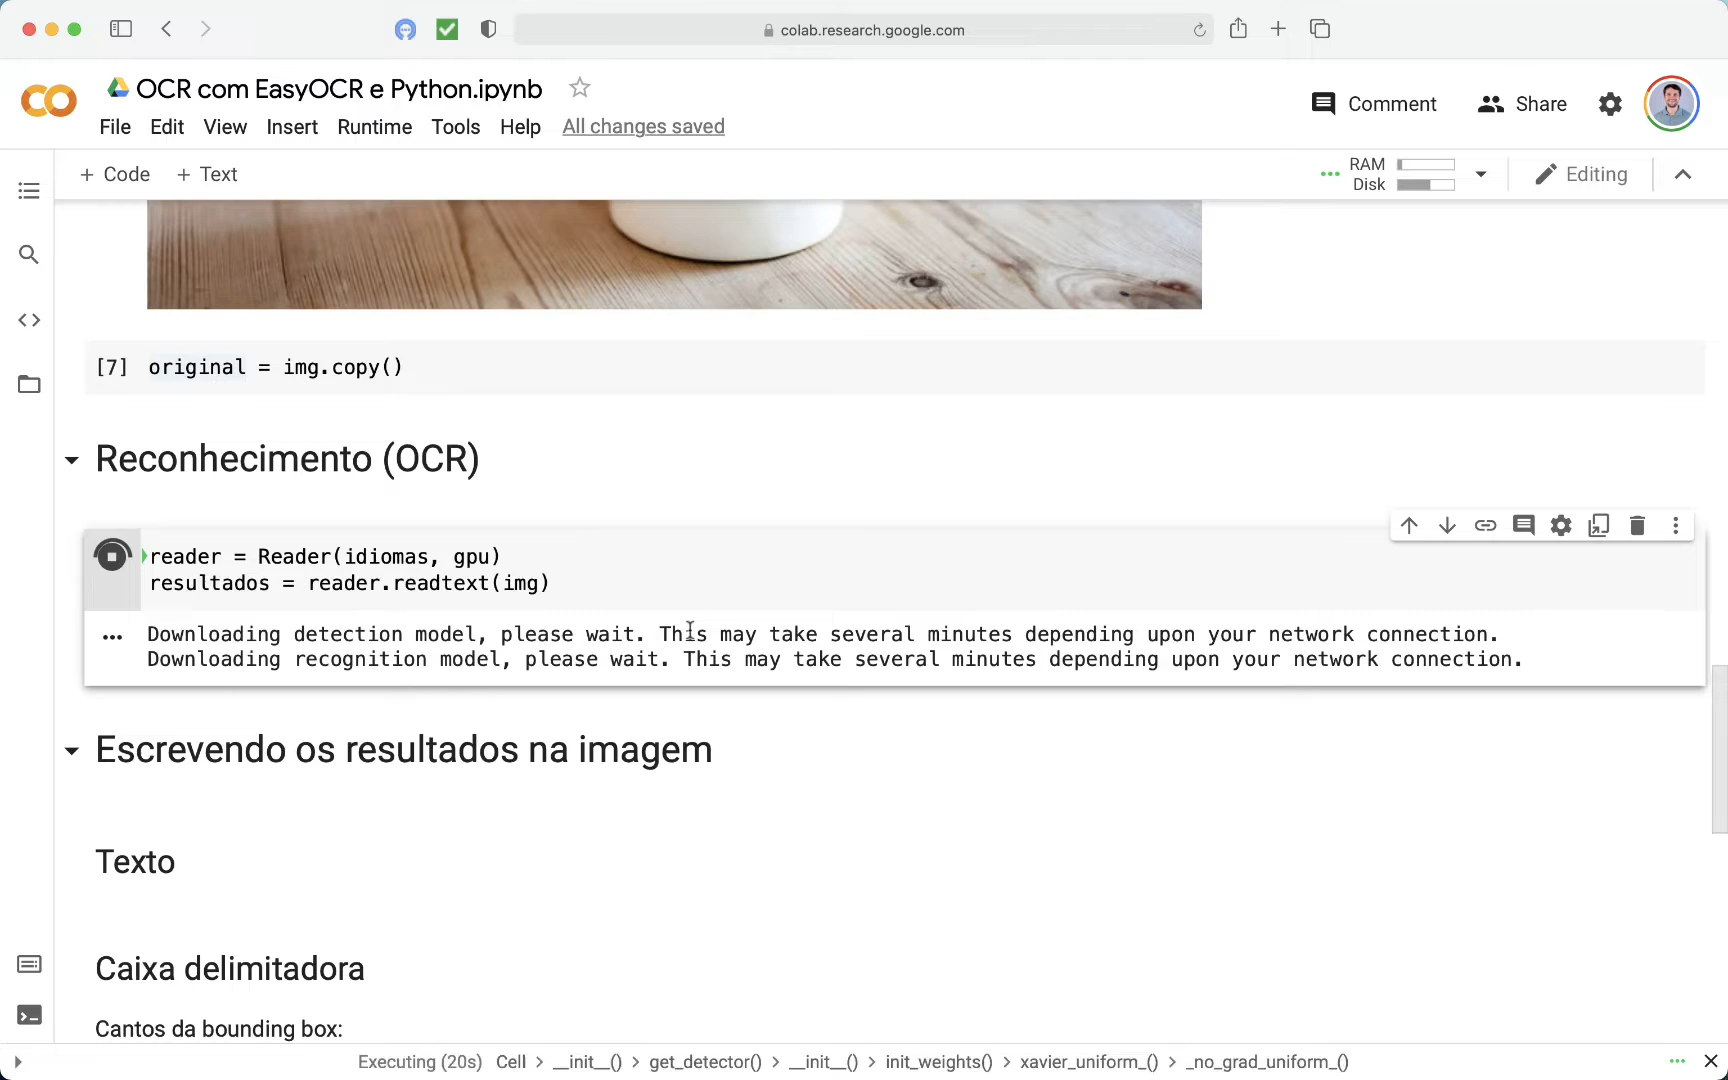 colab.research.google.com
OCR com EasyOCR e Python.ipynb
File Edit View Insert Runtime Tools Help All changes saved
Comment Share
+ Code + Text
RAM
Disk
Editing
[7] original = img.copy()
Reconhecimento (OCR)
reader = Reader(idiomas, gpu)
resultados = reader.readtext(img)
Downloading detection model, please wait. This may take several minutes depending upon your network connection.
Downloading recognition model, please wait. This may take several minutes depending upon your network connection.
Escrevendo os resultados na imagem
Texto
Caixa delimitadora
Cantos da bounding box:
Executing (20s) Cell > __init__() > get_detector() > __init__() > init_weights() > xavier_uniform_() > _no_grad_uniform_()